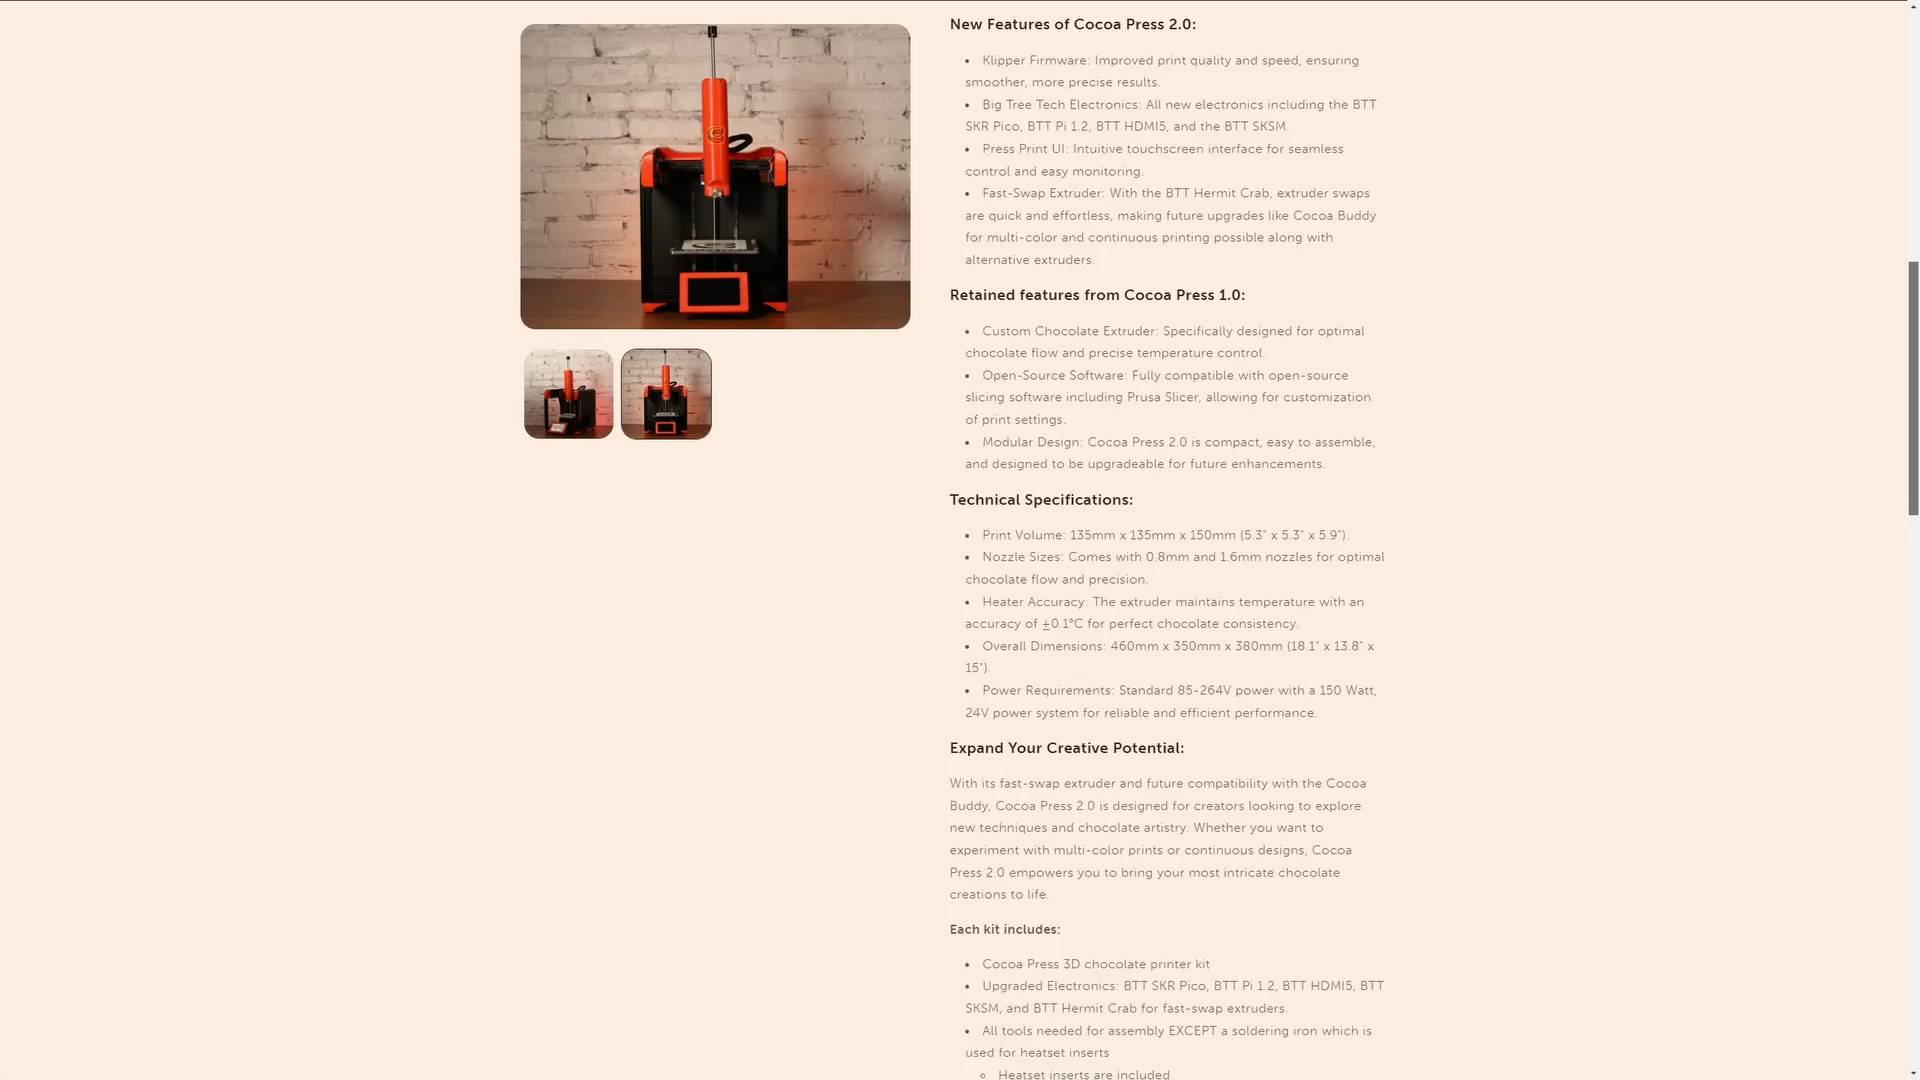 New Features of Cocoa Press 2.0:
• Klipper Firmware: Improved print quality and speed, ensuring
smoother, more precise results.
• Big Tree Tech Electronics: All new electronics including the BTT
SKR Pico, BTT Pi 1.2, BTT HDMI5, and the BTT SKSM.
• Press Print UI: Intuitive touchscreen interface for seamless
control and easy monitoring.
• Fast-Swap Extruder: With the BTT Hermit Crab, extruder swaps
are quick and effortless, making future upgrades like Cocoa Buddy
for multi-color and continuous printing possible along with
alternative extruders.
Retained features from Cocoa Press 1.0:
• Custom Chocolate Extruder: Specifically designed for optimal
chocolate flow and precise temperature control.
• Open-Source Software: Fully compatible with open-source
slicing software including Prusa Slicer, allowing for customization
of print settings.
• Modular Design: Cocoa Press 2.0 is compact, easy to assemble,
and designed to be upgradeable for future enhancements.
Technical Specifications:
• Print Volume: 135mm x 135mm x 150mm (5.3" x 5.3" x 5.9").
• Nozzle Sizes: Comes with 0.8mm and 1.6mm nozzles for optimal
chocolate flow and precision.
• Heater Accuracy: The extruder maintains temperature with an
accuracy of ±0.1°C for perfect chocolate consistency.
• Overall Dimensions: 460mm x 350mm x 380mm (18.1" x 13.8" x
15").
• Power Requirements: Standard 85-264V power with a 150 Watt,
24V power system for reliable and efficient performance.
Expand Your Creative Potential:
With its fast-swap extruder and future compatibility with the Cocoa
Buddy, Cocoa Press 2.0 is designed for creators looking to explore
new techniques and chocolate artistry. Whether you want to
experiment with multi-color prints or continuous designs, Cocoa
Press 2.0 empowers you to bring your most intricate chocolate
creations to life.
Each kit includes:
• Cocoa Press 3D chocolate printer kit
• Upgraded Electronics: BTT SKR Pico, BTT Pi 1.2, BTT HDMI5, BTT
SKSM, and BTT Hermit Crab for fast-swap extruders.
• All tools needed for assembly EXCEPT a soldering iron which is
used for heatset inserts
○ Heatset inserts are included